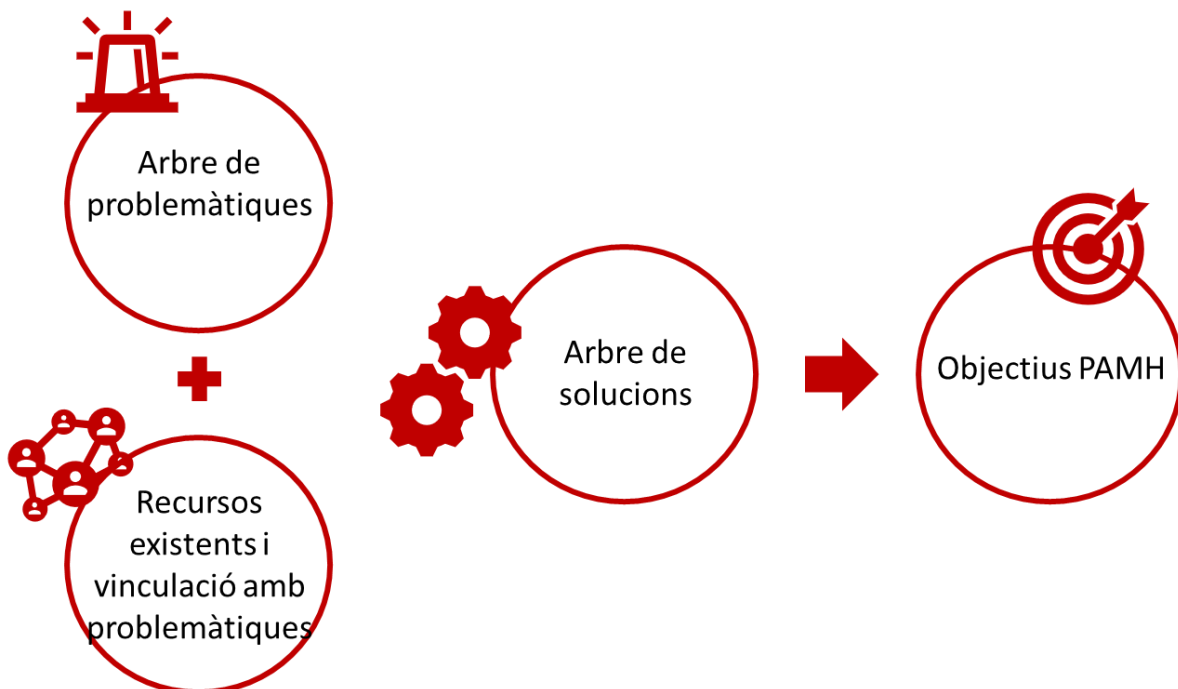 Arbre de
problemàtiques
Recursos
existents i
vinculació amb
problemàtiques
Arbre de
solucions
Objectius PAMH